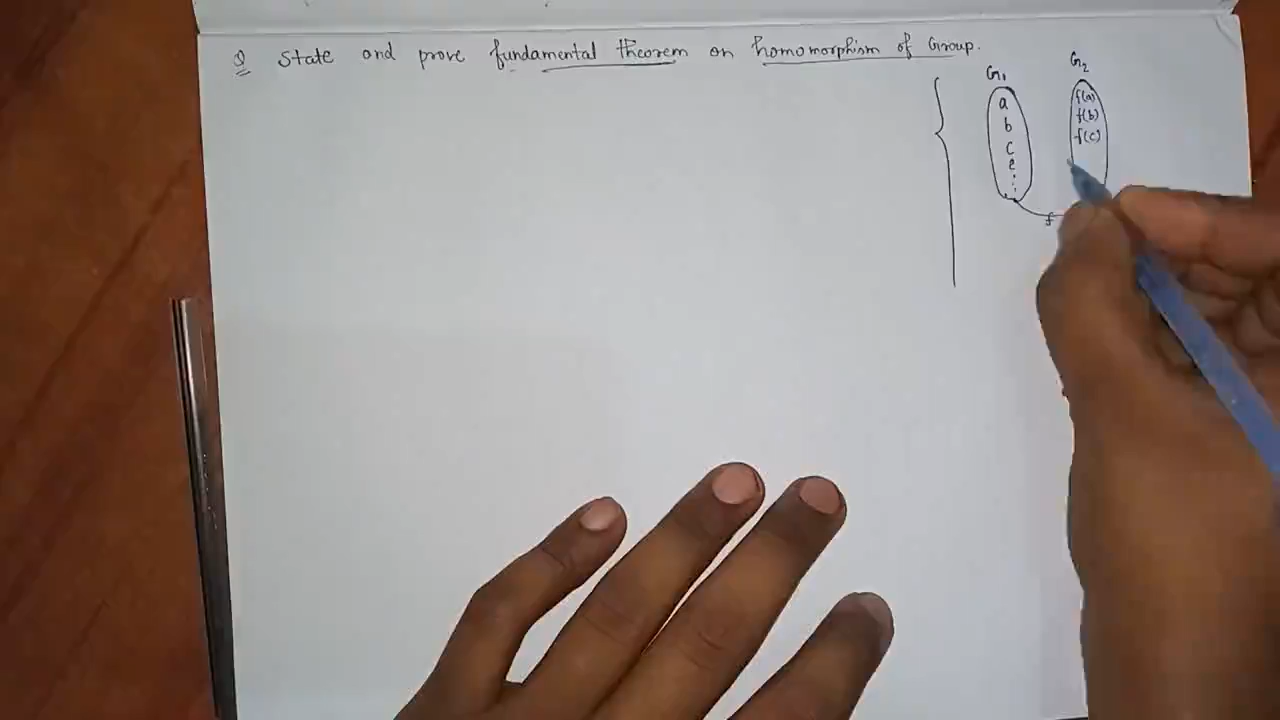 Q State and prove fundamental theorem on homomorphism of Group.
G1 G2
a f(a)
b f(b)
c f(c)
e
f